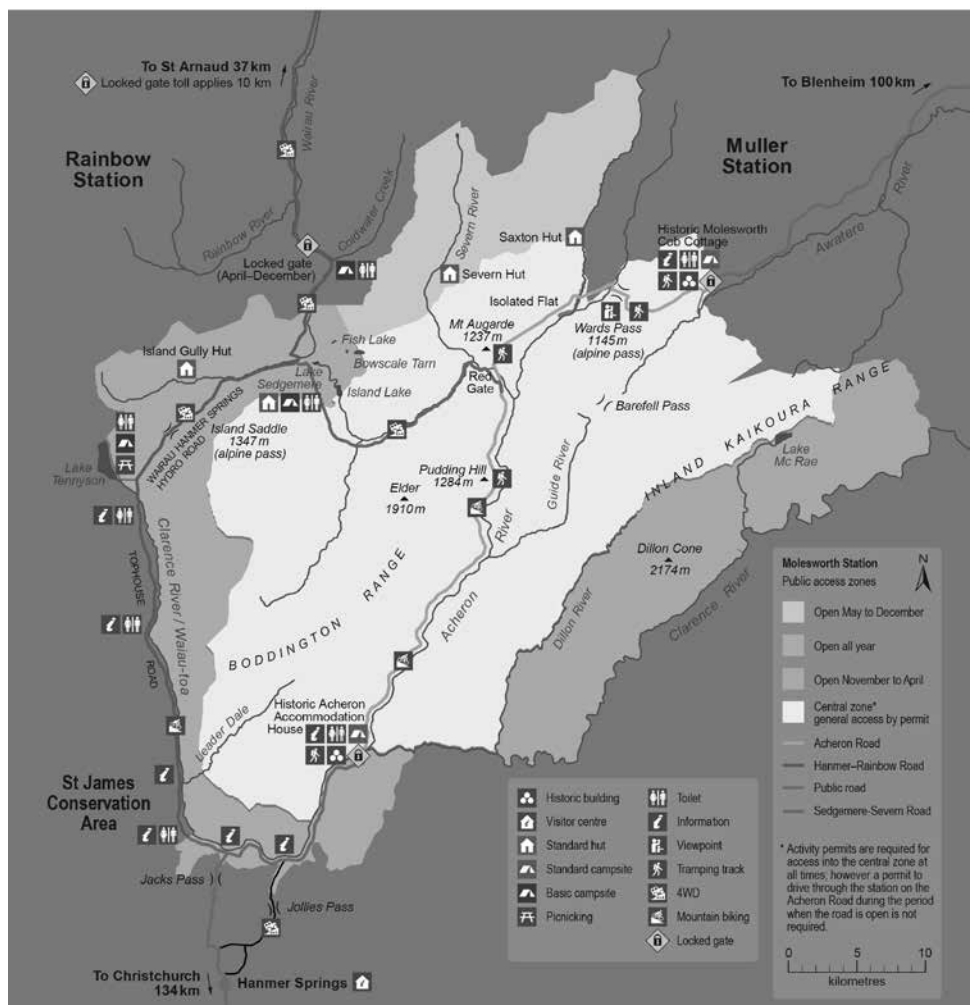 To St Arnaud 37 km
Locked gate toll applies 10 km
Wairau River
To Blenheim 100 km
Rainbow
Station
Muller
Station
Rainbow River
Coldwater Creek
Severn River
Awatere
River
Saxton Hut
Historic Molesworth
Cob Cottage
Locked gate
(April–December)
Severn Hut
Isolated Flat
Wards Pass
1145 m
(alpine pass)
Mt Augarde
1237 m
Island Gully Hut
Fish Lake
Bowscale Tarn
Lake
Sedgemere
Island Lake
Red
Gate
Island Saddle
1347 m
(alpine pass)
WAIRAU HANMER SPRINGS
HYDRO ROAD
Barefell Pass
INLAND KAIKOURA RANGE
Lake
Mc Rae
Lake
Tennyson
Pudding Hill
1284 m
Elder
1910 m
Guide River
River
Acheron
Clarence River / Waiau-toa
TOPHOUSE
ROAD
BODDINGTON RANGE
Dillon Cone
2174 m
Dillon River
Clarence River
Historic Acheron
Accommodation
House
Leader Dale
St James
Conservation
Area
Jacks Pass
Jollies Pass
To Christchurch
134 km
Hanmer Springs
Molesworth Station
Public access zones
N
Open May to December
Open all year
Open November to April
Central zone*
general access by permit
Acheron Road
Hanmer–Rainbow Road
Public road
Sedgemere-Severn Road
* Activity permits are required for
access into the central zone at
all times; however a permit to
drive through the station on the
Acheron Road during the period
when the road is open is not
required.
0 5 10
kilometres
Historic building
Visitor centre
Standard hut
Standard campsite
Basic campsite
Picnicking
Toilet
Information
Viewpoint
Tramping track
4WD
Mountain biking
Locked gate